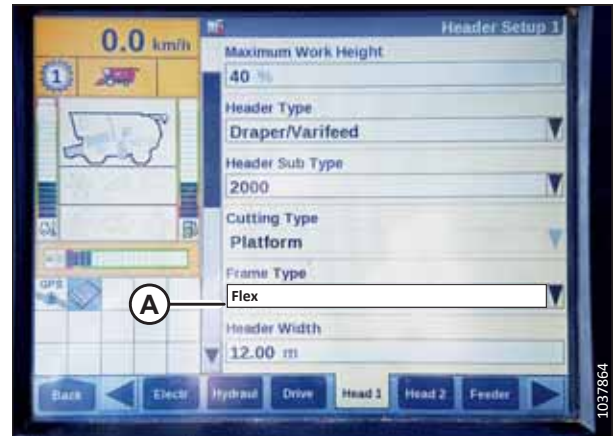 0.0 km/h
1
GPS
Header Setup 1
Maximum Work Height
40 %
Header Type
Draper/Varifeed
Header Sub Type
2000
Cutting Type
Platform
Frame Type
A
Flex
Header Width
12.00 m
Back Electr Hydraul Drive Head 1 Head 2 Feeder
1037864